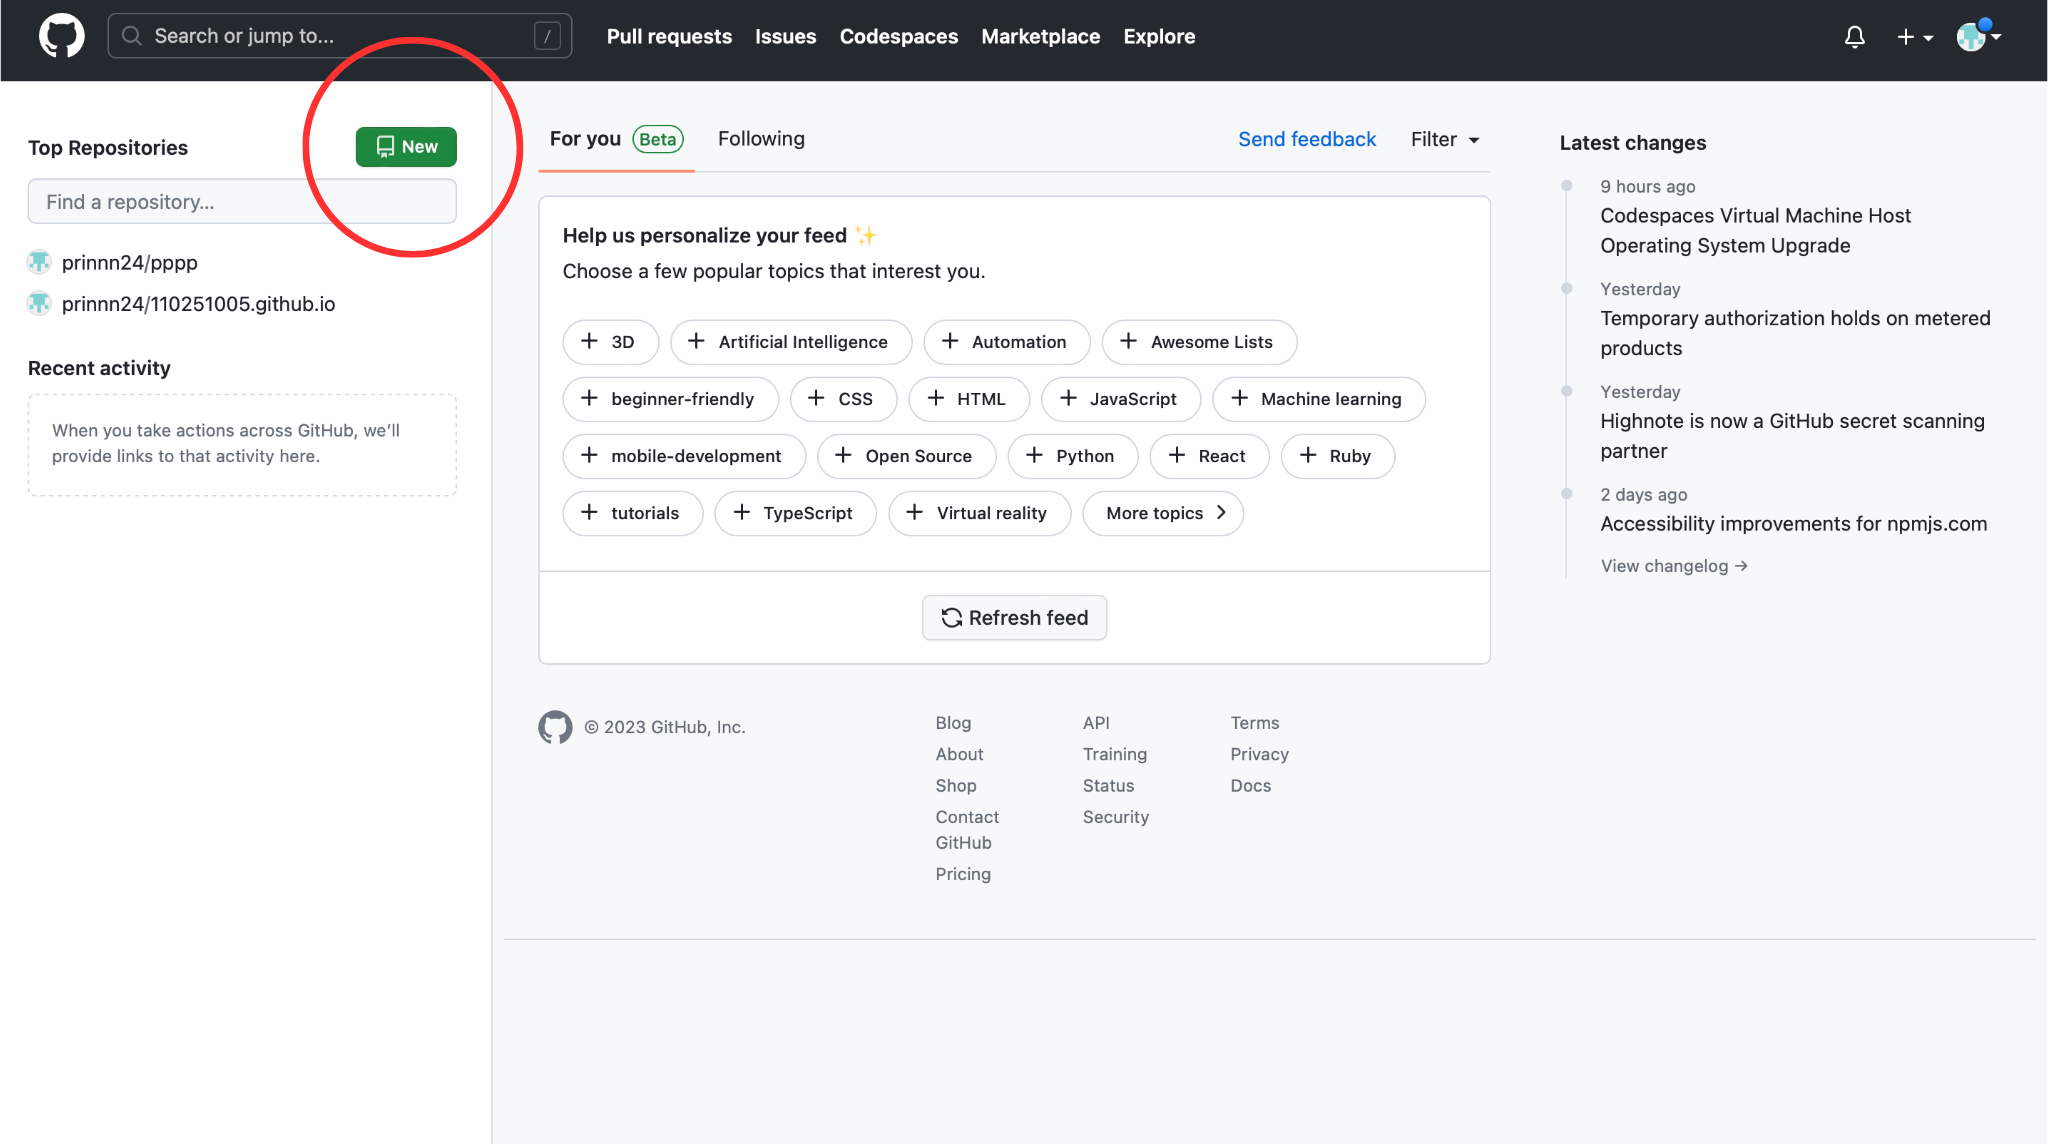 Search or jump to...
/
Pull requests
Issues
Codespaces
Marketplace
Explore
Top Repositories
New
Find a repository...
prinnn24/pppp
prinnn24/110251005.github.io
Recent activity
When you take actions across GitHub, we'll
provide links to that activity here.
For you Beta
Following
Send feedback
Filter
Help us personalize your feed ✨
Choose a few popular topics that interest you.
+ 3D
+ Artificial Intelligence
+ Automation
+ Awesome Lists
+ beginner-friendly
+ CSS
+ HTML
+ JavaScript
+ Machine learning
+ mobile-development
+ Open Source
+ Python
+ React
+ Ruby
+ tutorials
+ TypeScript
+ Virtual reality
More topics >
Refresh feed
© 2023 GitHub, Inc.
Blog
About
Shop
Contact
GitHub
Pricing
API
Training
Status
Security
Terms
Privacy
Docs
Latest changes
9 hours ago
Codespaces Virtual Machine Host
Operating System Upgrade
Yesterday
Temporary authorization holds on metered
products
Yesterday
Highnote is now a GitHub secret scanning
partner
2 days ago
Accessibility improvements for npmjs.com
View changelog →